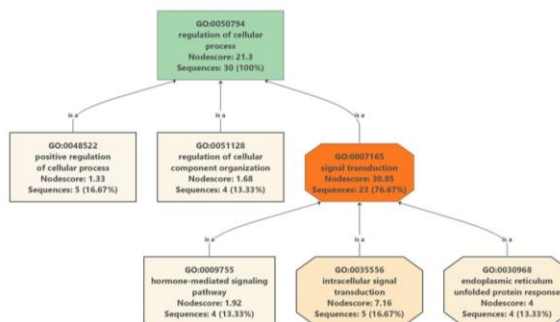 GO:0050794
regulation of cellular
process
Nodescore: 21.3
Sequences: 30 (100%)
is a
is a
is a
GO:0048522
positive regulation
of cellular process
Nodescore: 1.33
Sequences: 5 (16.67%)
GO:0051128
regulation of cellular
component organization
Nodescore: 1.68
Sequences: 4 (13.33%)
GO:0007165
signal transduction
Nodescore: 30.85
Sequences: 23 (76.67%)
is a
is a
is a
GO:0009755
hormone-mediated signaling
pathway
Nodescore: 1.92
Sequences: 4 (13.33%)
GO:0035556
intracellular signal
transduction
Nodescore: 7.16
Sequences: 5 (16.67%)
GO:0030968
endoplasmic reticulum
unfolded protein response
Nodescore: 4
Sequences: 4 (13.33%)